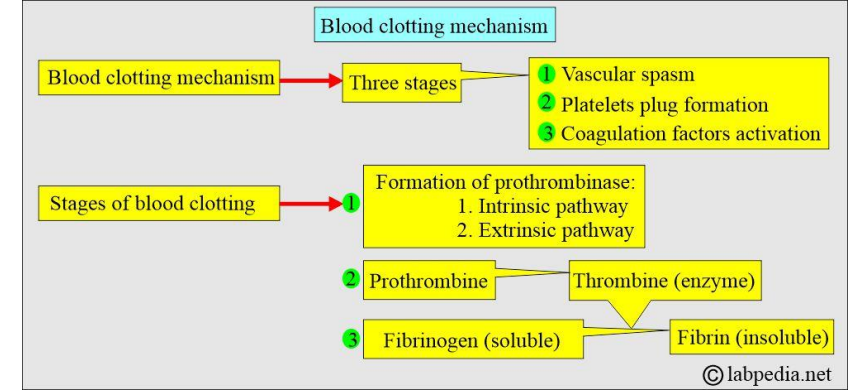 Blood clotting mechanism
Blood clotting mechanism
Three stages
1 Vascular spasm
2 Platelets plug formation
3 Coagulation factors activation
Stages of blood clotting
1 Formation of prothrombinase:
1. Intrinsic pathway
2. Extrinsic pathway
2 Prothrombine
Thrombine (enzyme)
3 Fibrinogen (soluble)
Fibrin (insoluble)
© labpedia.net